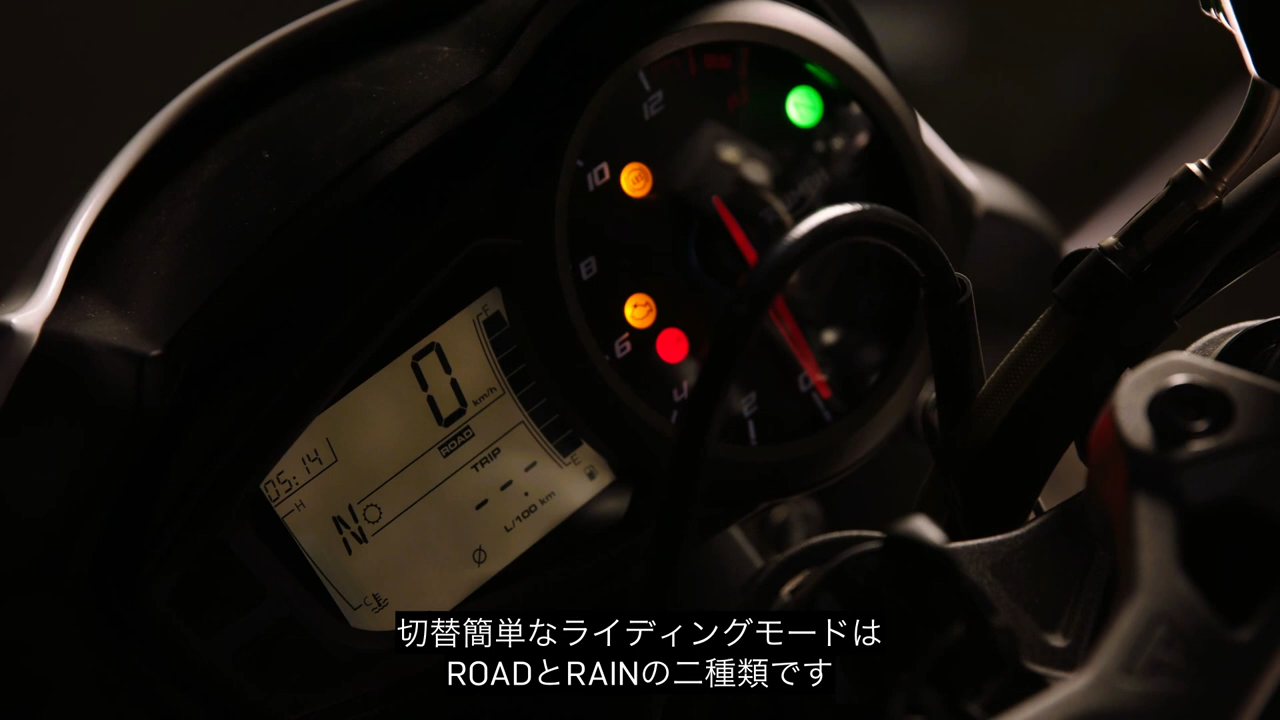 12
10
8
6
4
2
0
F
0
km/h
ROAD
05:14
TRIP
E
H
N
--.-
L/100 km
Ø
C
切替簡単なライディングモードは
ROADとRAINの二種類です